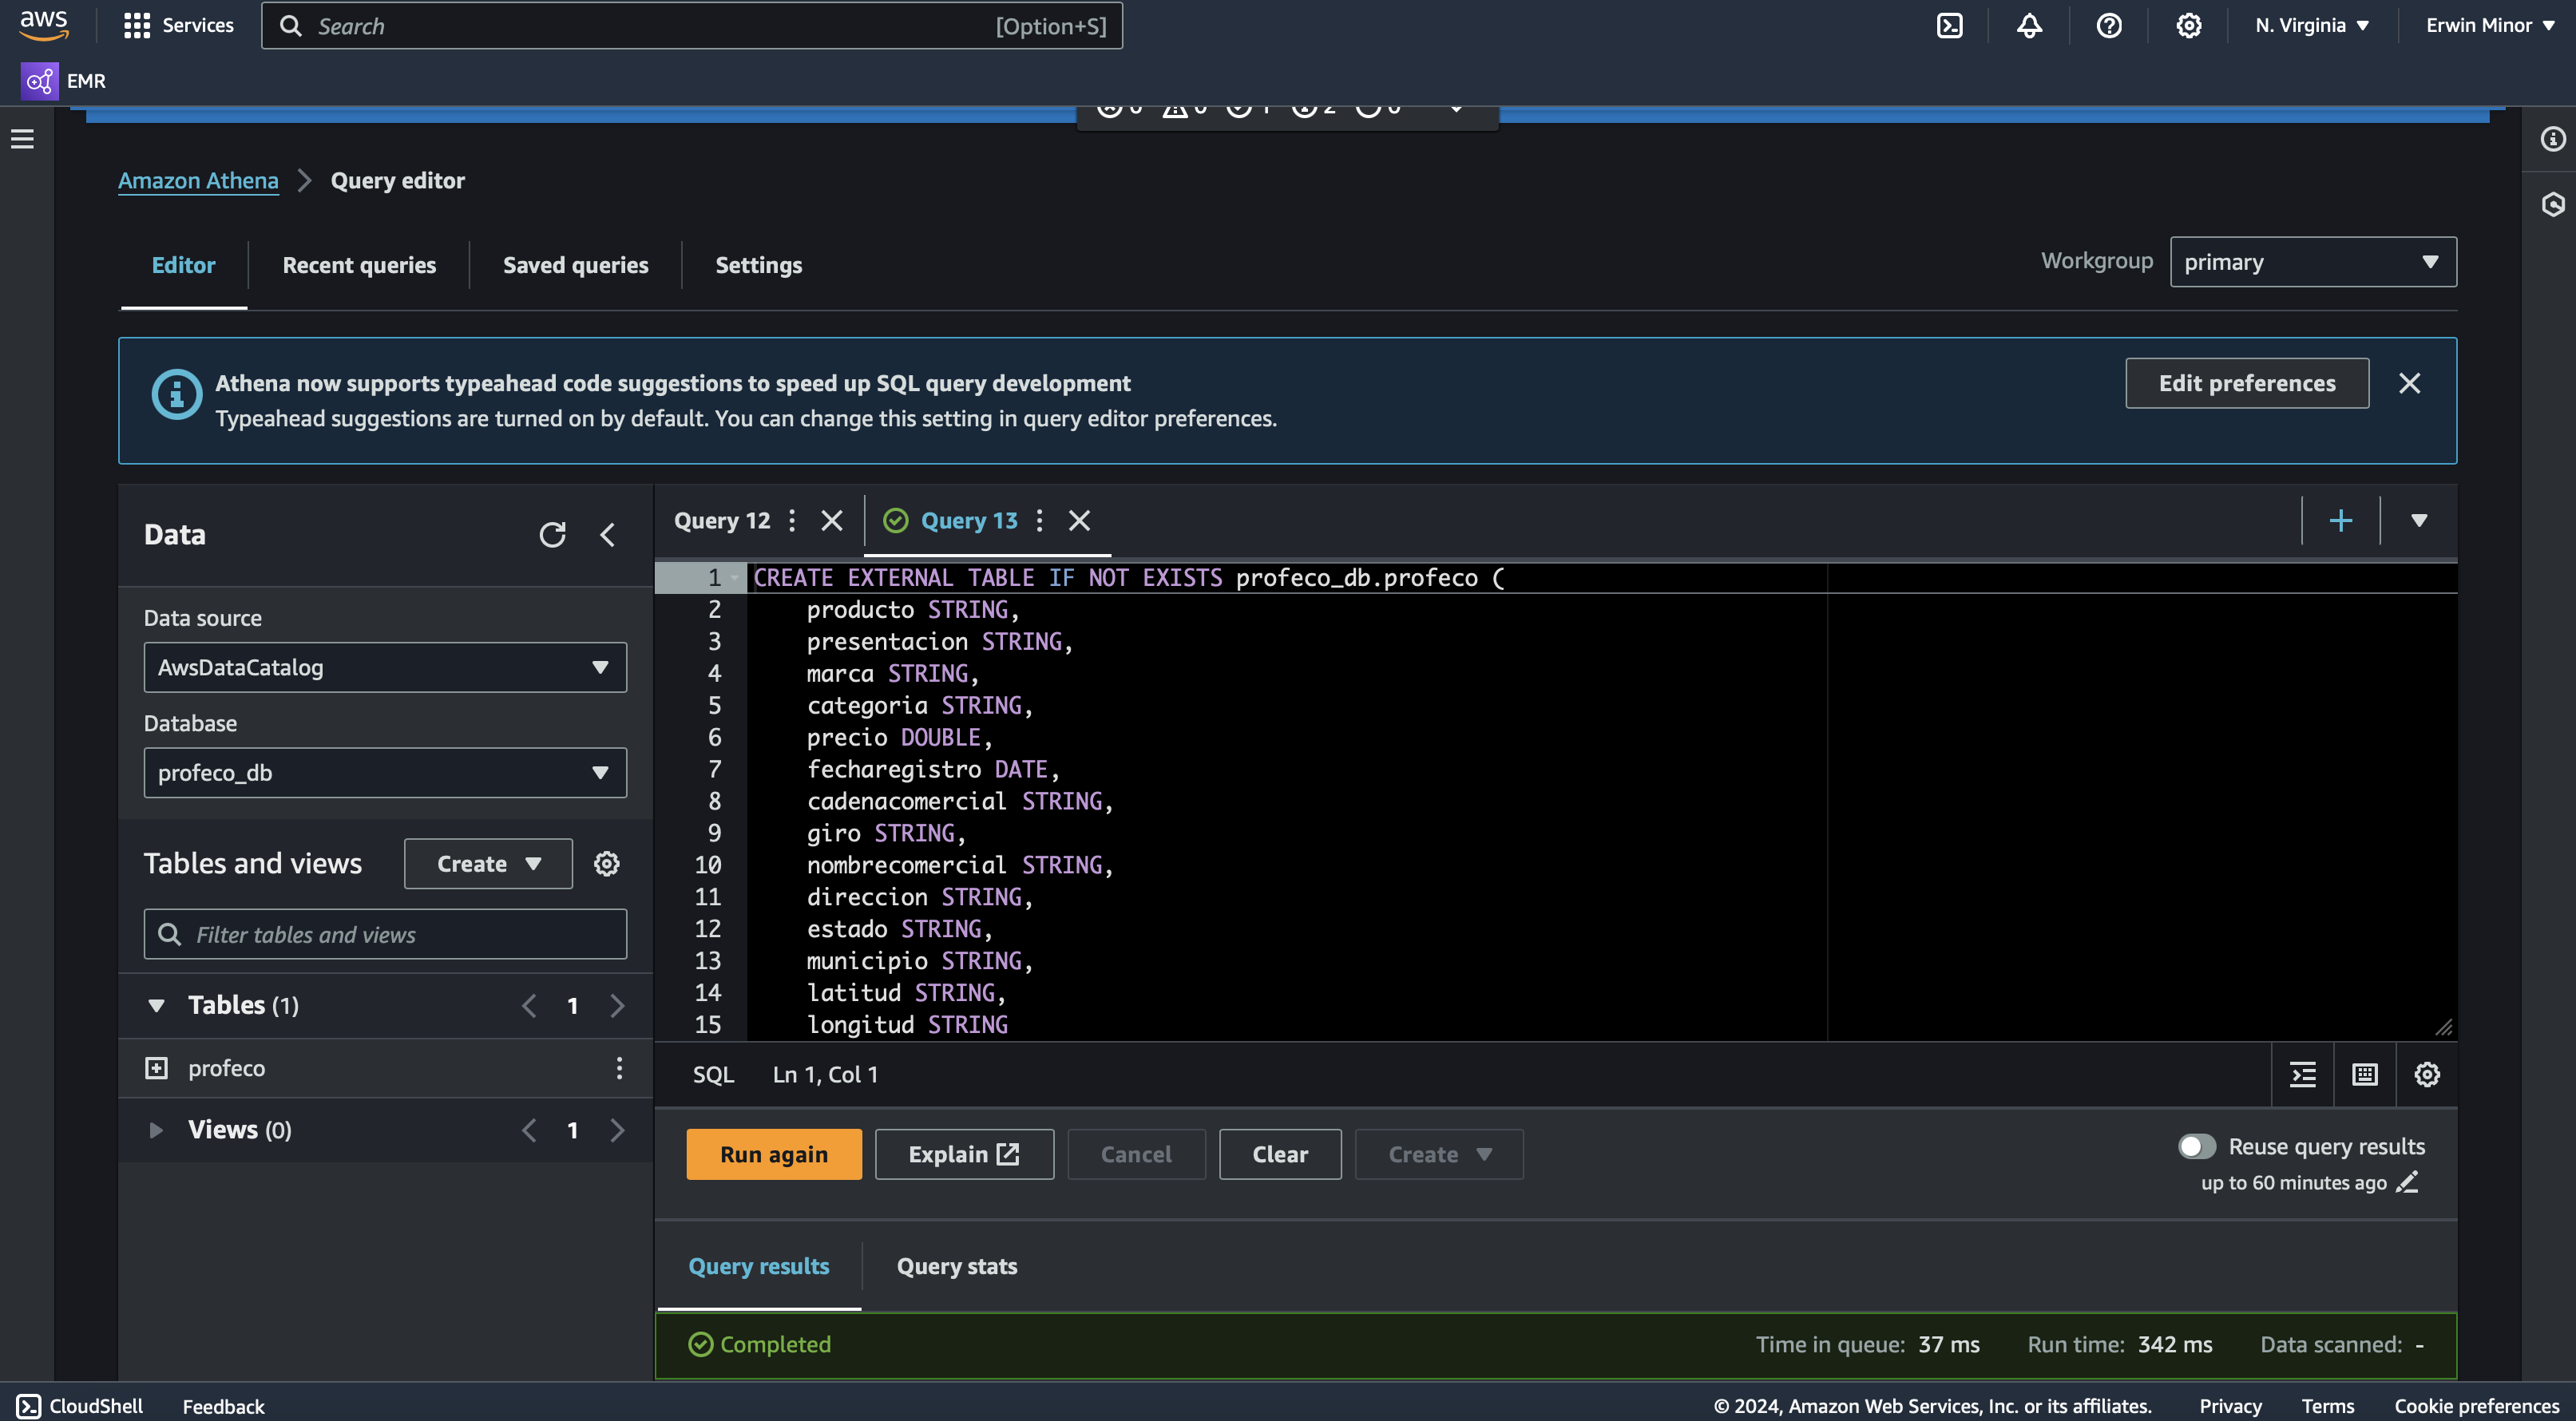 aws Services Search [Option+S] N. Virginia Erwin Minor
EMR
Amazon Athena Query editor
Editor Recent queries Saved queries Settings Workgroup primary
Athena now supports typeahead code suggestions to speed up SQL query development
Typeahead suggestions are turned on by default. You can change this setting in query editor preferences.
Edit preferences
Data
Data source
AwsDataCatalog
Database
profeco_db
Tables and views Create
Filter tables and views
Tables (1) 1
profeco
Views (0) 1
Query 12 Query 13
1 CREATE EXTERNAL TABLE IF NOT EXISTS profeco_db.profeco (
2 producto STRING,
3 presentacion STRING,
4 marca STRING,
5 categoria STRING,
6 precio DOUBLE,
7 fecharegistro DATE,
8 cadenacomercial STRING,
9 giro STRING,
10 nombrecomercial STRING,
11 direccion STRING,
12 estado STRING,
13 municipio STRING,
14 latitud STRING,
15 longitud STRING
SQL Ln 1, Col 1
Run again Explain Cancel Clear Create
Reuse query results
up to 60 minutes ago
Query results Query stats
Completed Time in queue: 37 ms Run time: 342 ms Data scanned: -
CloudShell Feedback © 2024, Amazon Web Services, Inc. or its affiliates. Privacy Terms Cookie preferences